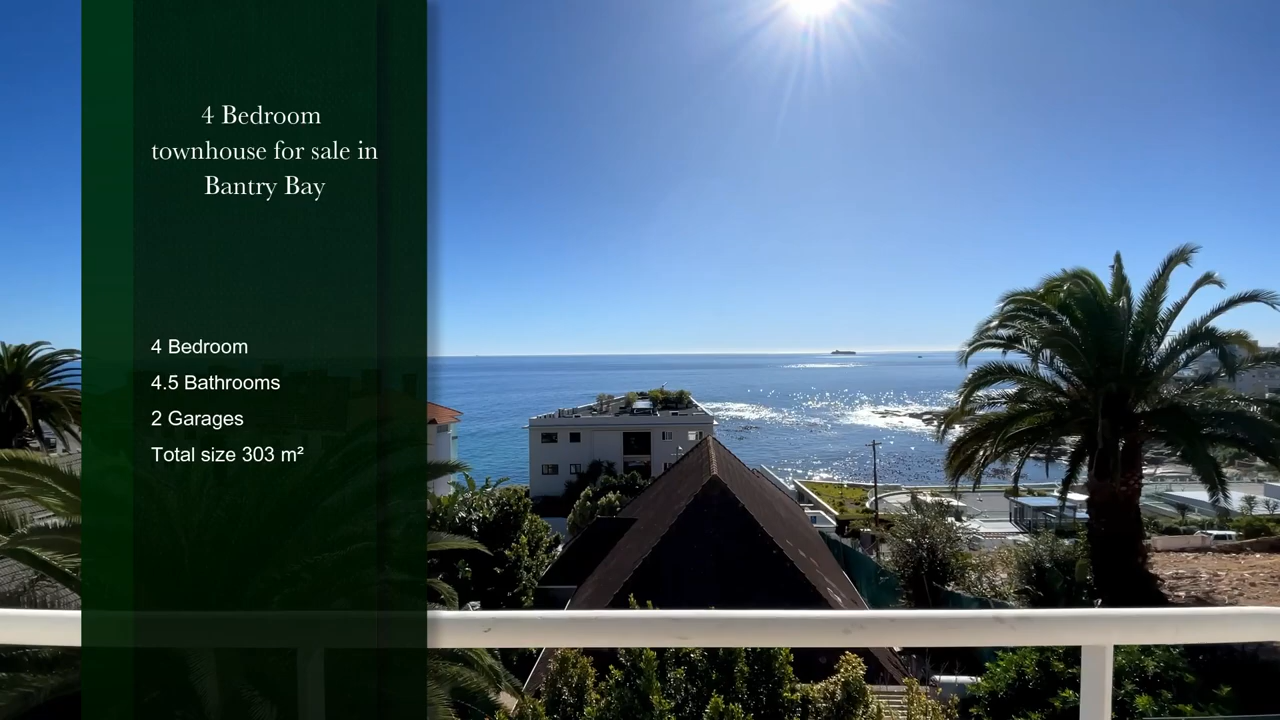 4 Bedroom
townhouse for sale in
Bantry Bay
4 Bedroom
4.5 Bathrooms
2 Garages
Total size 303 m²